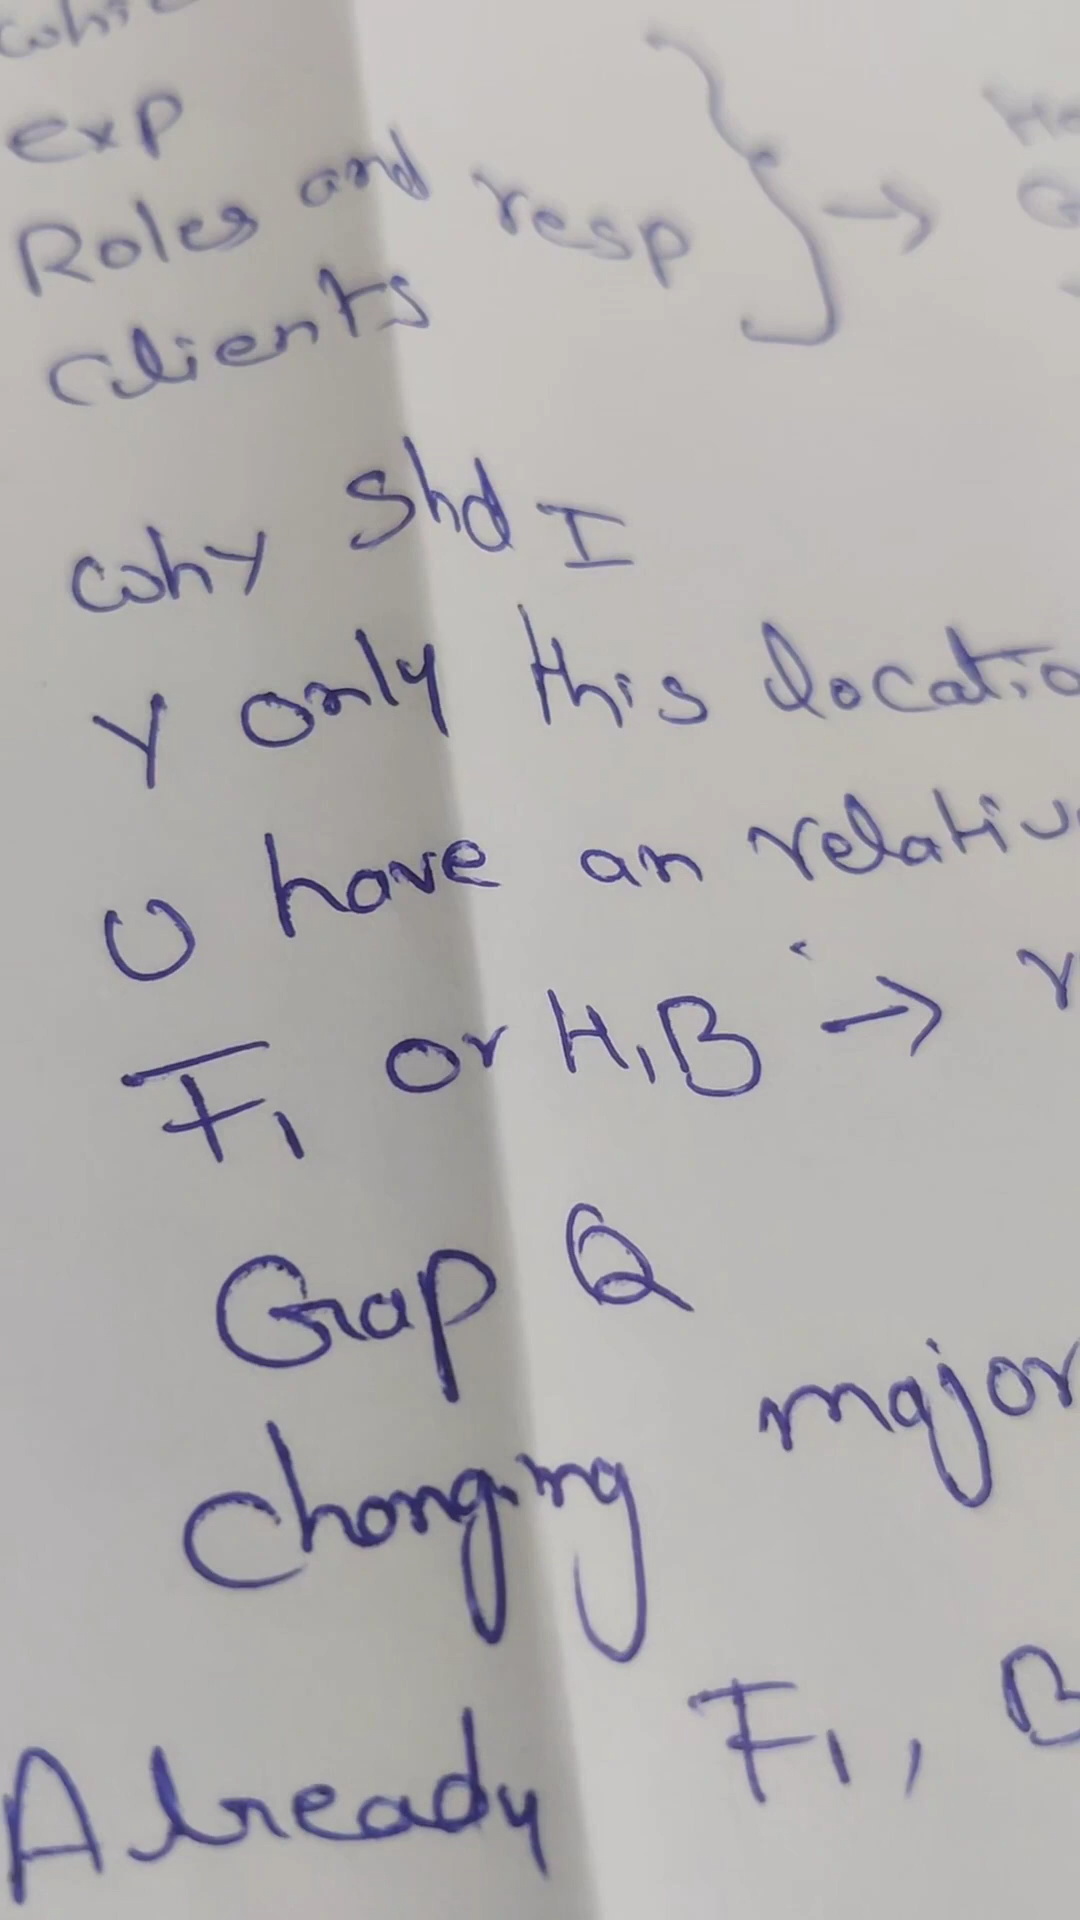 exp
Roles and resp } →
clients
why shd I
Y only this locatio
U have an relativ
F1 or H1B →
Gap Q
changing major
Already F1, B